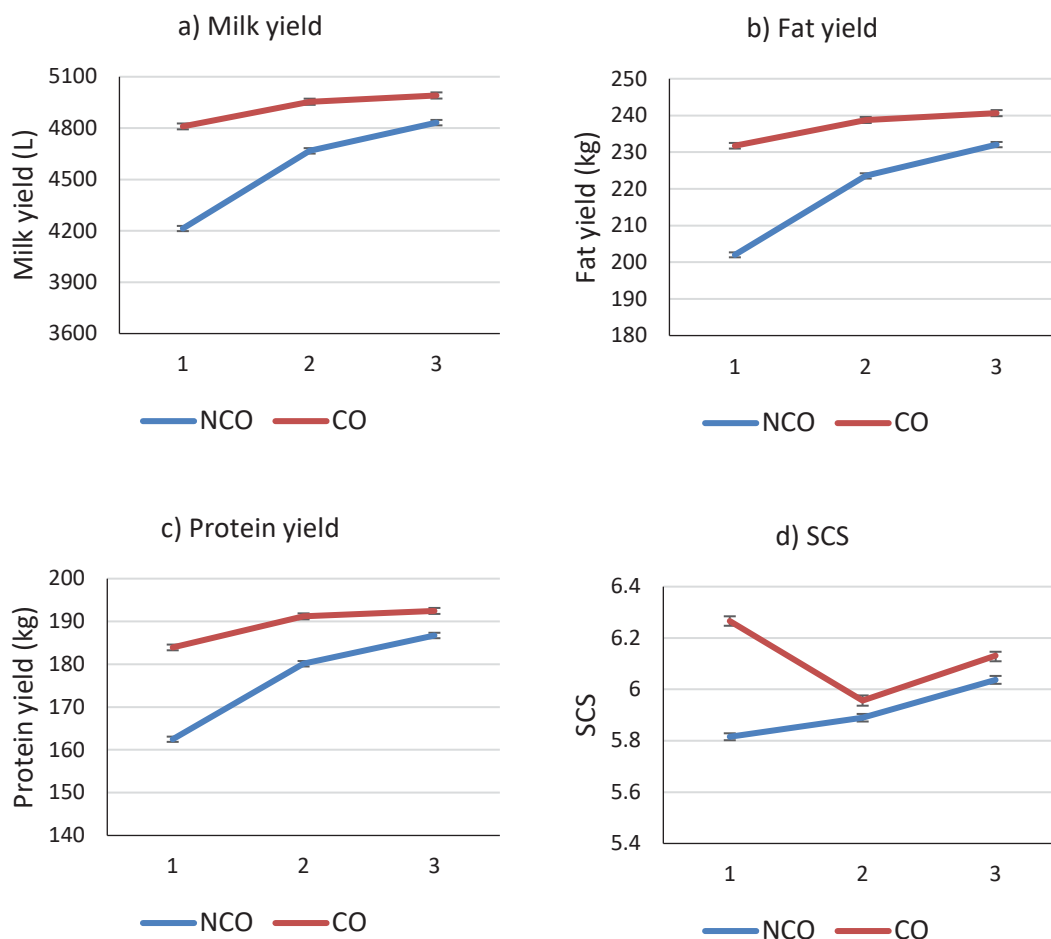 a) Milk yield
Milk yield (L)
5100
4800
4500
4200
3900
3600
1 2 3
NCO CO
b) Fat yield
Fat yield (kg)
250
240
230
220
210
200
190
180
1 2 3
NCO CO
c) Protein yield
Protein yield (kg)
200
190
180
170
160
150
140
1 2 3
NCO CO
d) SCS
SCS
6.4
6.2
6
5.8
5.6
5.4
1 2 3
NCO CO